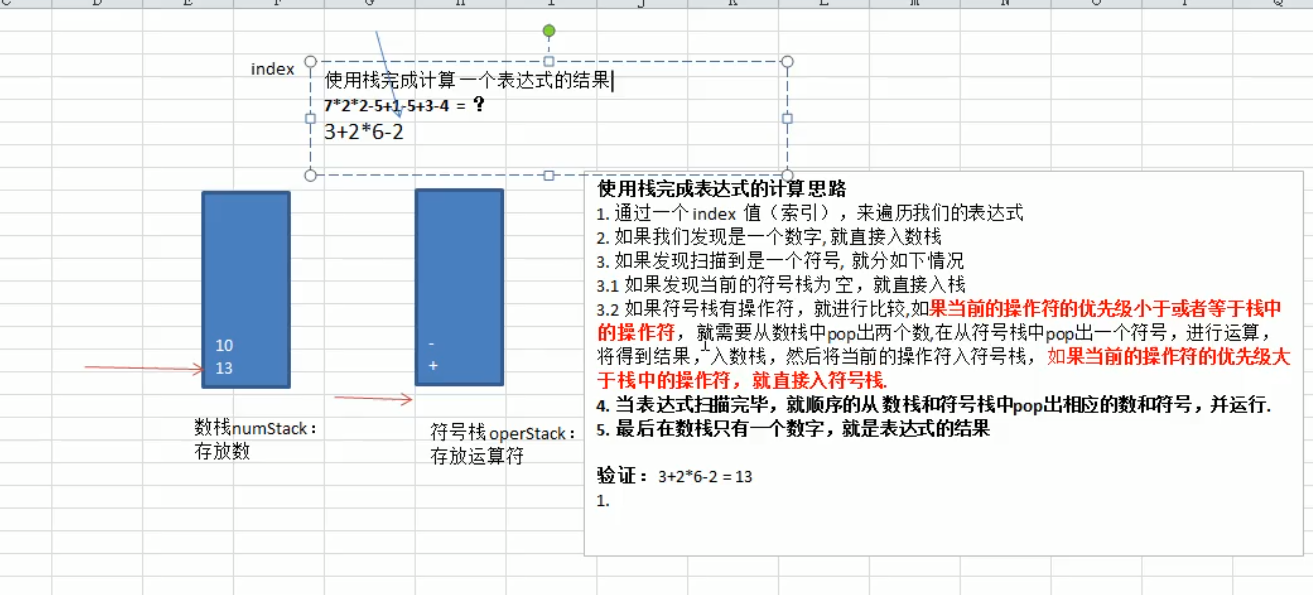 index
使用栈完成计算一个表达式的结果
7*2*2-5+1-5+3-4 = ?
3+2*6-2
10
13
-
+
数栈numStack：
存放数
符号栈operStack：
存放运算符
使用栈完成表达式的计算思路
1. 通过一个 index 值（索引），来遍历我们的表达式
2. 如果我们发现是一个数字, 就直接入数栈
3. 如果发现扫描到是一个符号, 就分如下情况
3.1 如果发现当前的符号栈为空，就直接入栈
3.2 如果符号栈有操作符，就进行比较,如果当前的操作符的优先级小于或者等于栈中
的操作符，就需要从数栈中pop出两个数,在从符号栈中pop出一个符号，进行运算，
将得到结果，入数栈，然后将当前的操作符入符号栈，如果当前的操作符的优先级大
于栈中的操作符，就直接入符号栈.
4. 当表达式扫描完毕，就顺序的从数栈和符号栈中pop出相应的数和符号，并运行.
5. 最后在数栈只有一个数字，就是表达式的结果
验证：3+2*6-2 = 13
1.